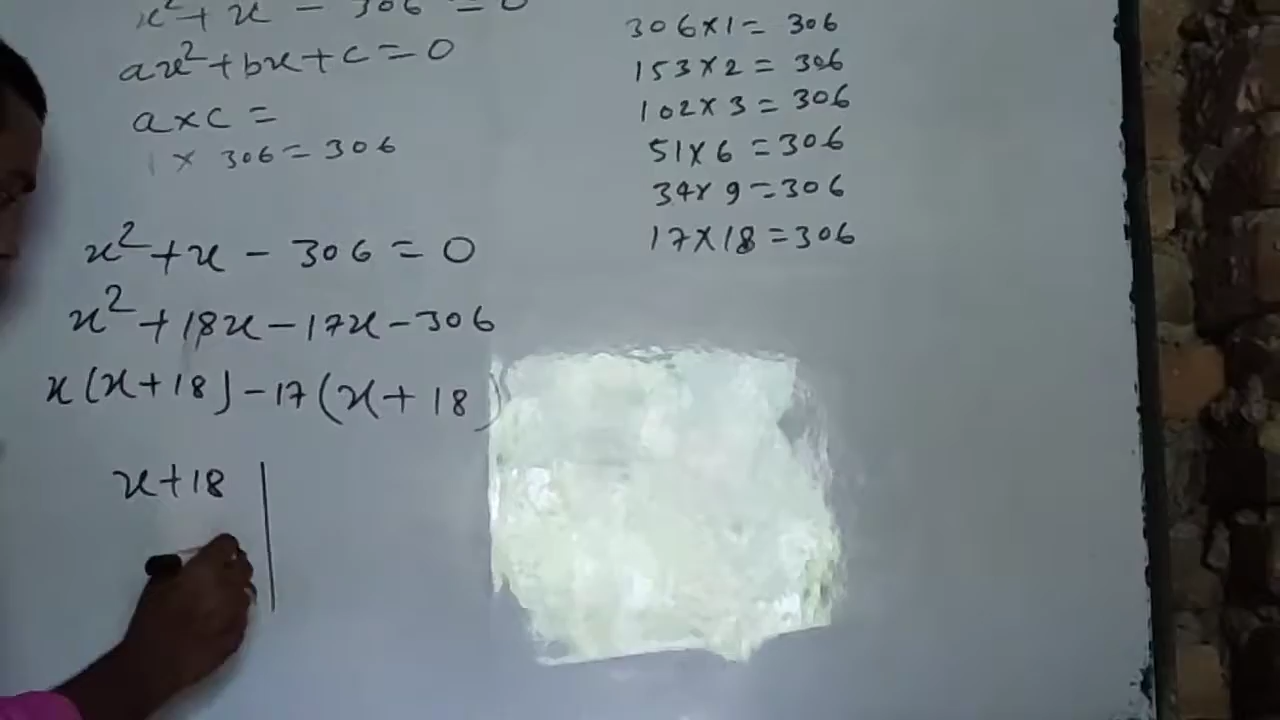 x² + x - 306 = 0
ax² + bx + c = 0
a x c =
1 x 306 = 306
x² + x - 306 = 0
x² + 18x - 17x - 306
x(x + 18) - 17(x + 18)
x + 18
306 x 1 = 306
153 x 2 = 306
102 x 3 = 306
51 x 6 = 306
34 x 9 = 306
17 x 18 = 306